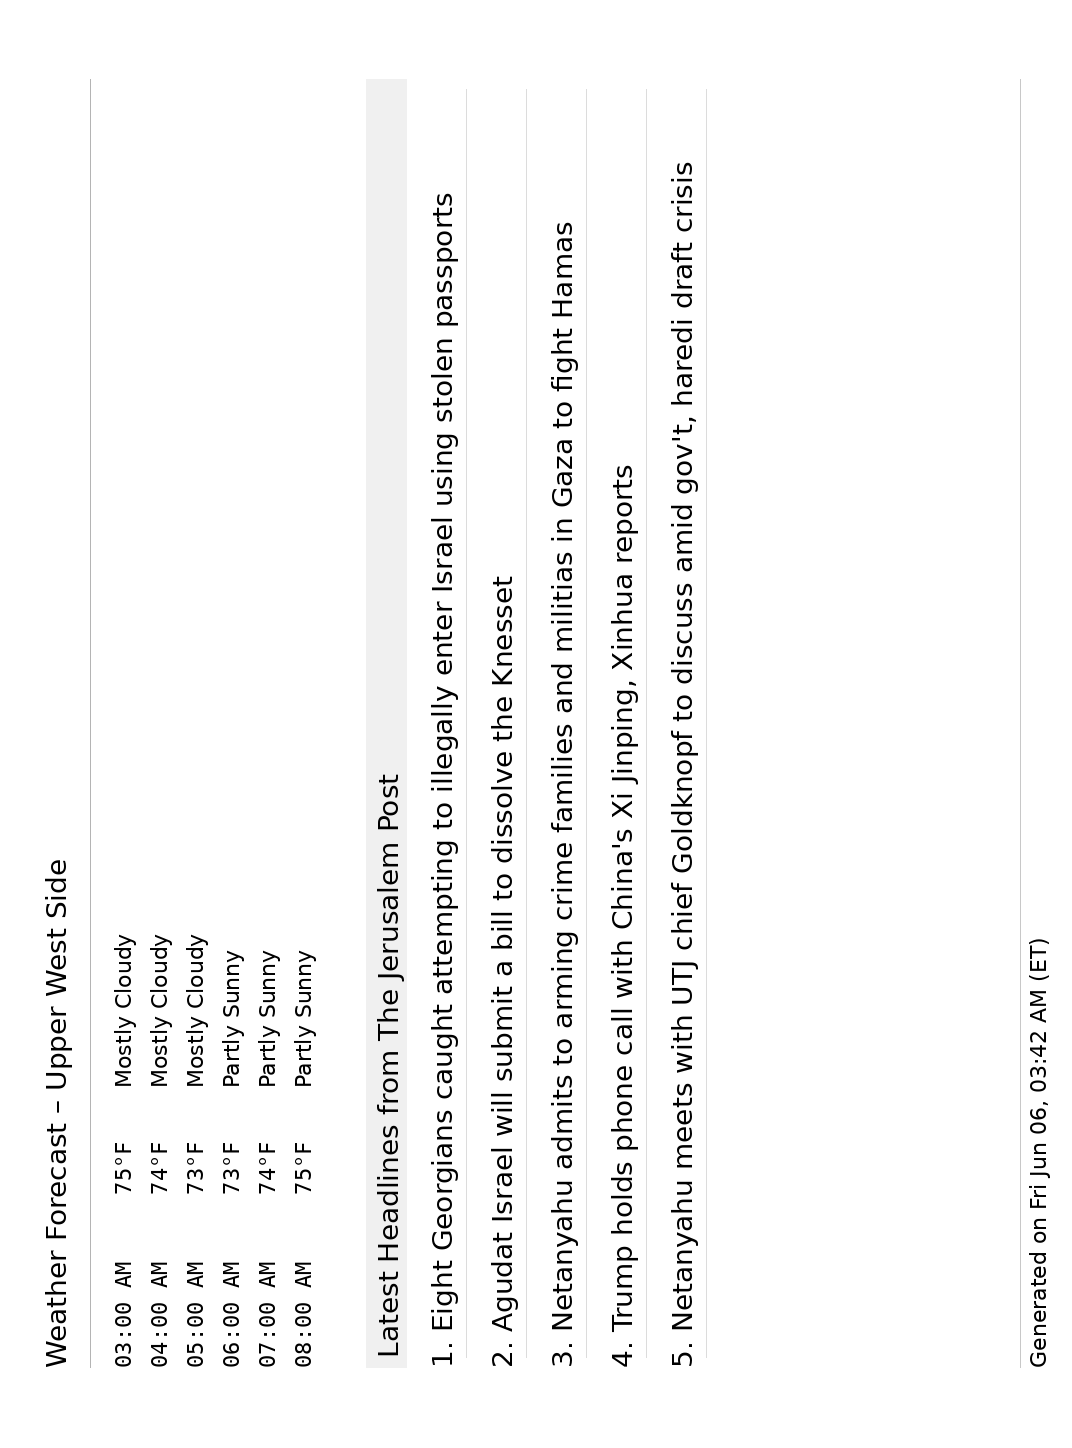 Weather Forecast – Upper West Side
03:00 AM 75°F Mostly Cloudy
04:00 AM 74°F Mostly Cloudy
05:00 AM 73°F Mostly Cloudy
06:00 AM 73°F Partly Sunny
07:00 AM 74°F Partly Sunny
08:00 AM 75°F Partly Sunny
Latest Headlines from The Jerusalem Post
1. Eight Georgians caught attempting to illegally enter Israel using stolen passports
2. Agudat Israel will submit a bill to dissolve the Knesset
3. Netanyahu admits to arming crime families and militias in Gaza to fight Hamas
4. Trump holds phone call with China's Xi Jinping, Xinhua reports
5. Netanyahu meets with UTJ chief Goldknopf to discuss amid gov't, haredi draft crisis
Generated on Fri Jun 06, 03:42 AM (ET)